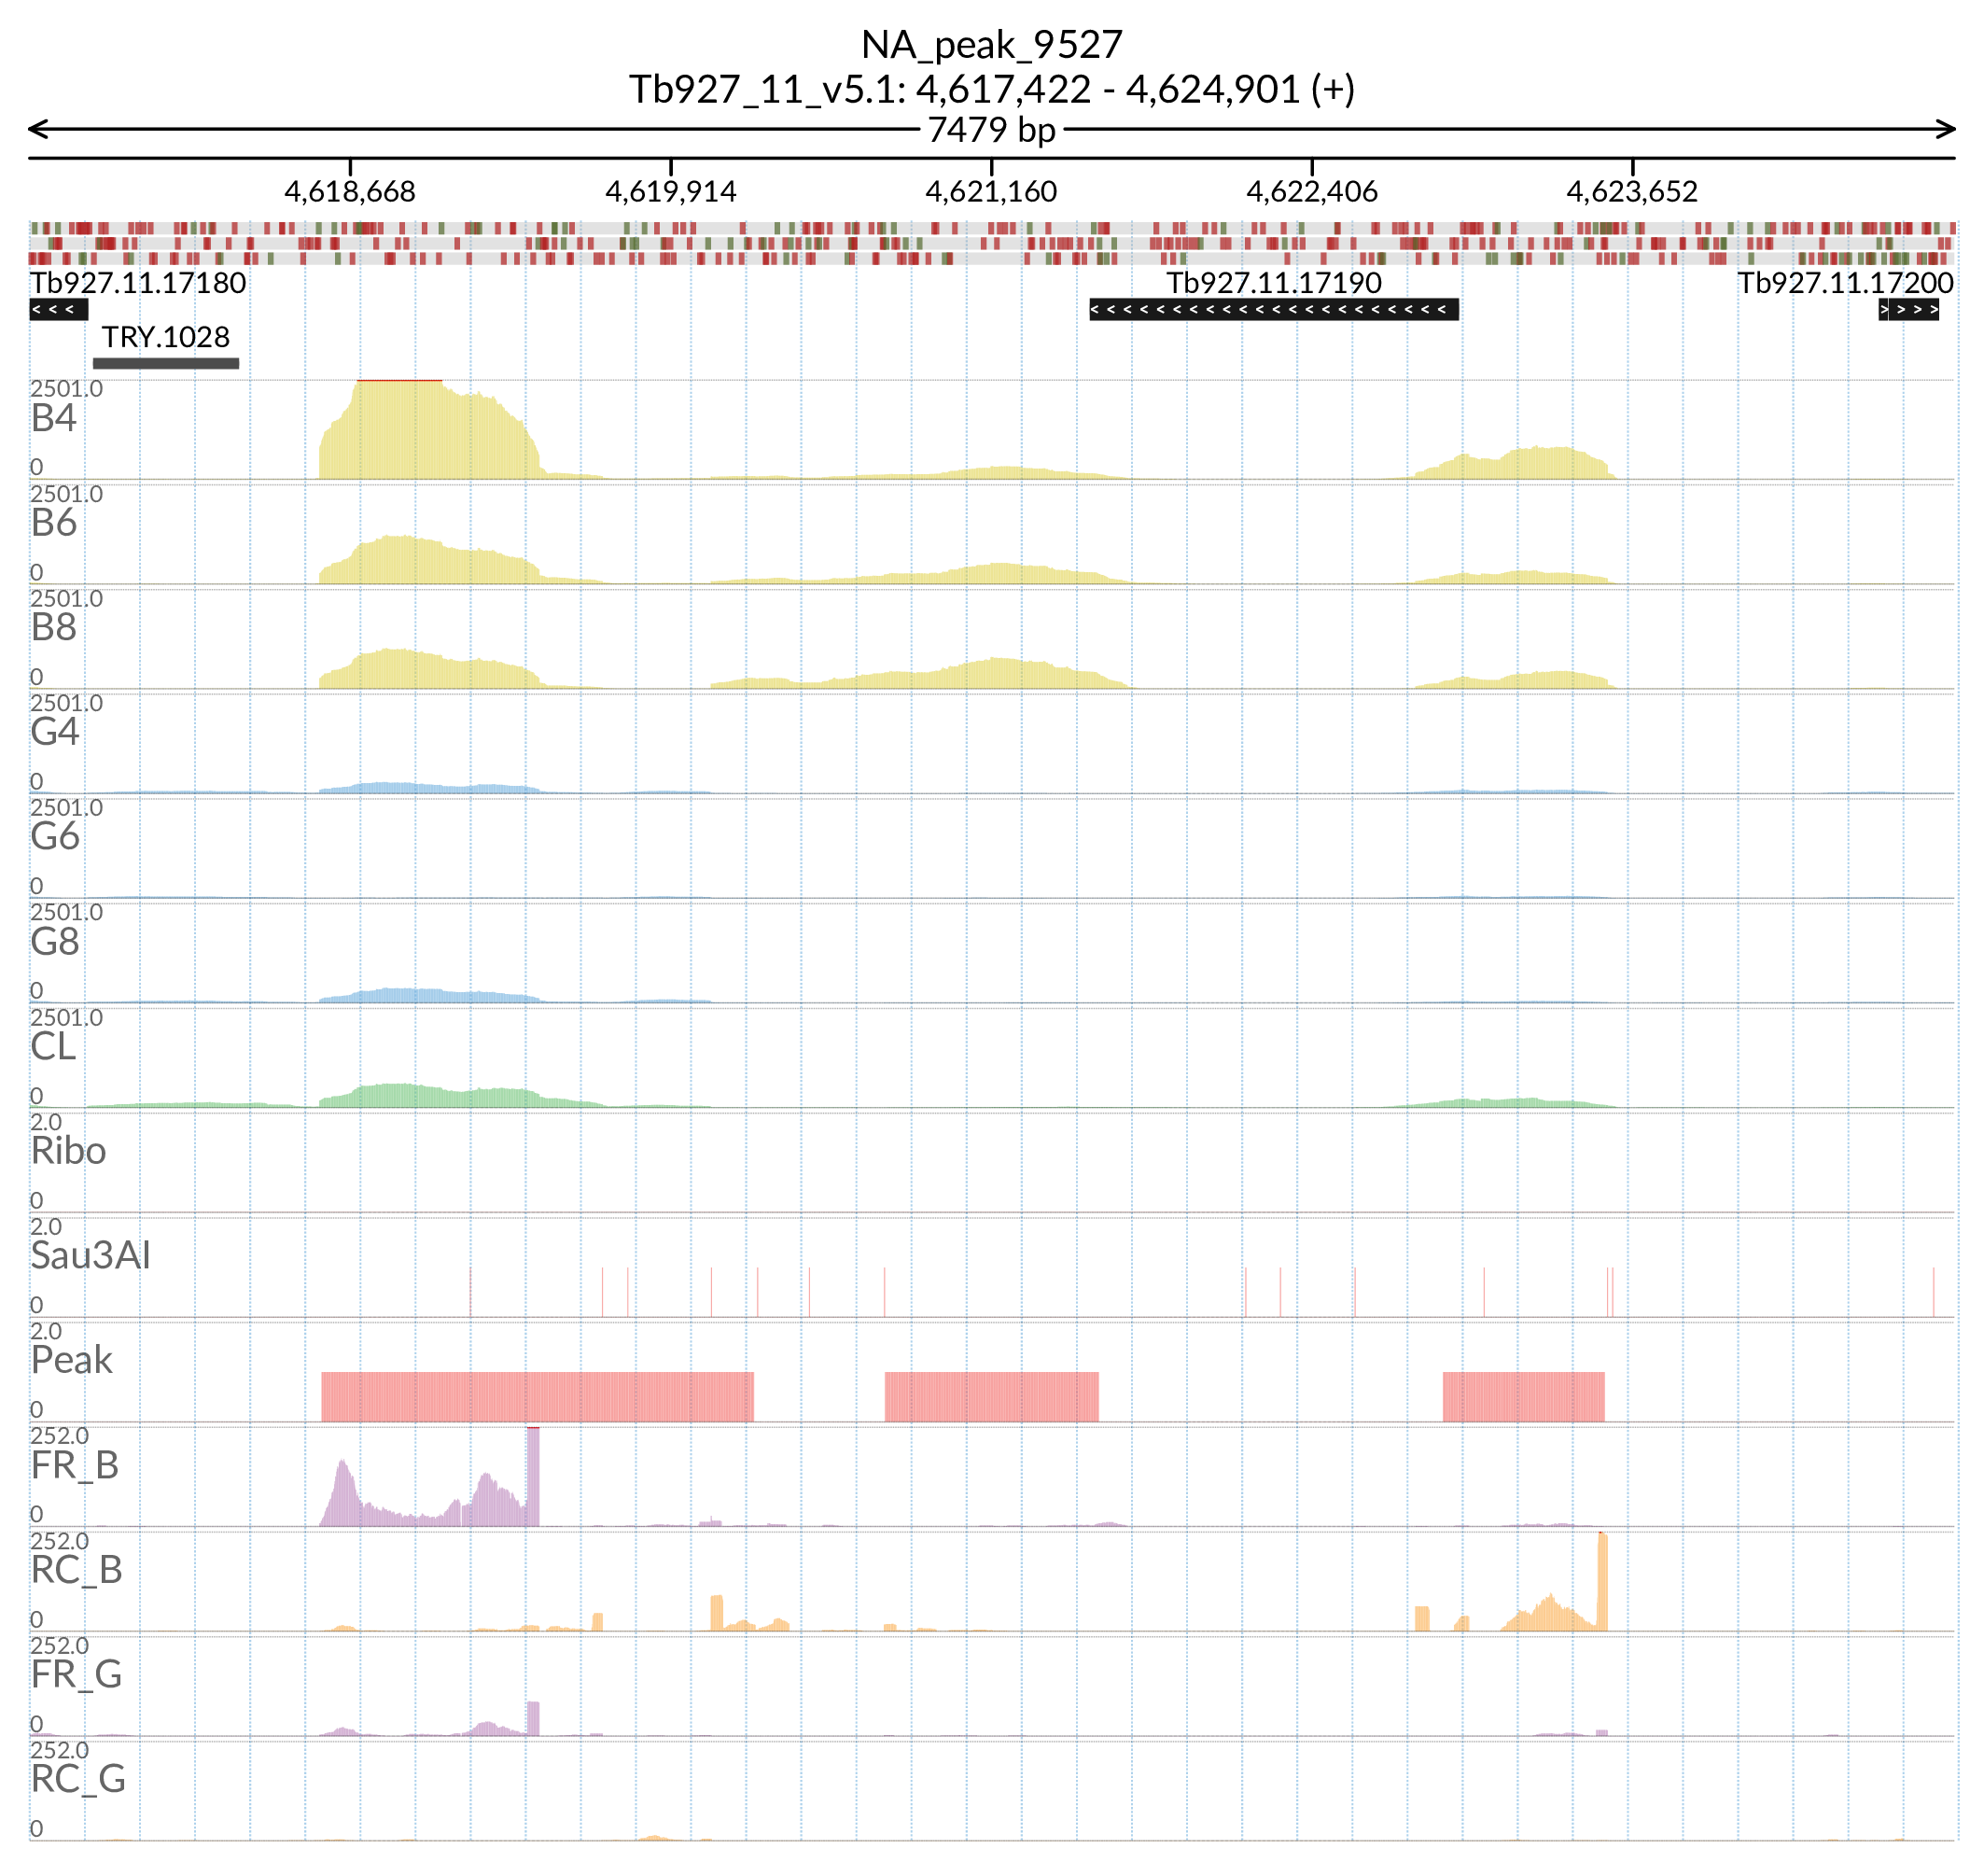 NA_peak_9527
Tb927_11_v5.1: 4,617,422 - 4,624,901 (+)
7479 bp
4,618,668 4,619,914 4,621,160 4,622,406 4,623,652
Tb927.11.17180 Tb927.11.17190 Tb927.11.17200
TRY.1028
2501.0
B4
0
2501.0
B6
0
2501.0
B8
0
2501.0
G4
0
2501.0
G6
0
2501.0
G8
0
2501.0
CL
0
2.0
Ribo
0
2.0
Sau3AI
0
2.0
Peak
0
252.0
FR_B
0
252.0
RC_B
0
252.0
FR_G
0
252.0
RC_G
0